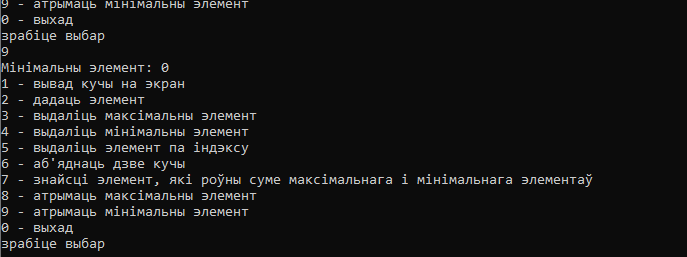 9 - атрымаць мінімальны элемент
0 - выхад
зрабіце выбар
9
Мінімальны элемент: 0
1 - вывад кучы на экран
2 - дадаць элемент
3 - выдаліць максімальны элемент
4 - выдаліць мінімальны элемент
5 - выдаліць элемент па індэксу
6 - аб'яднаць дзве кучы
7 - знайсці элемент, які роўны суме максімальнага і мінімальнага элементаў
8 - атрымаць максімальны элемент
9 - атрымаць мінімальны элемент
0 - выхад
зрабіце выбар